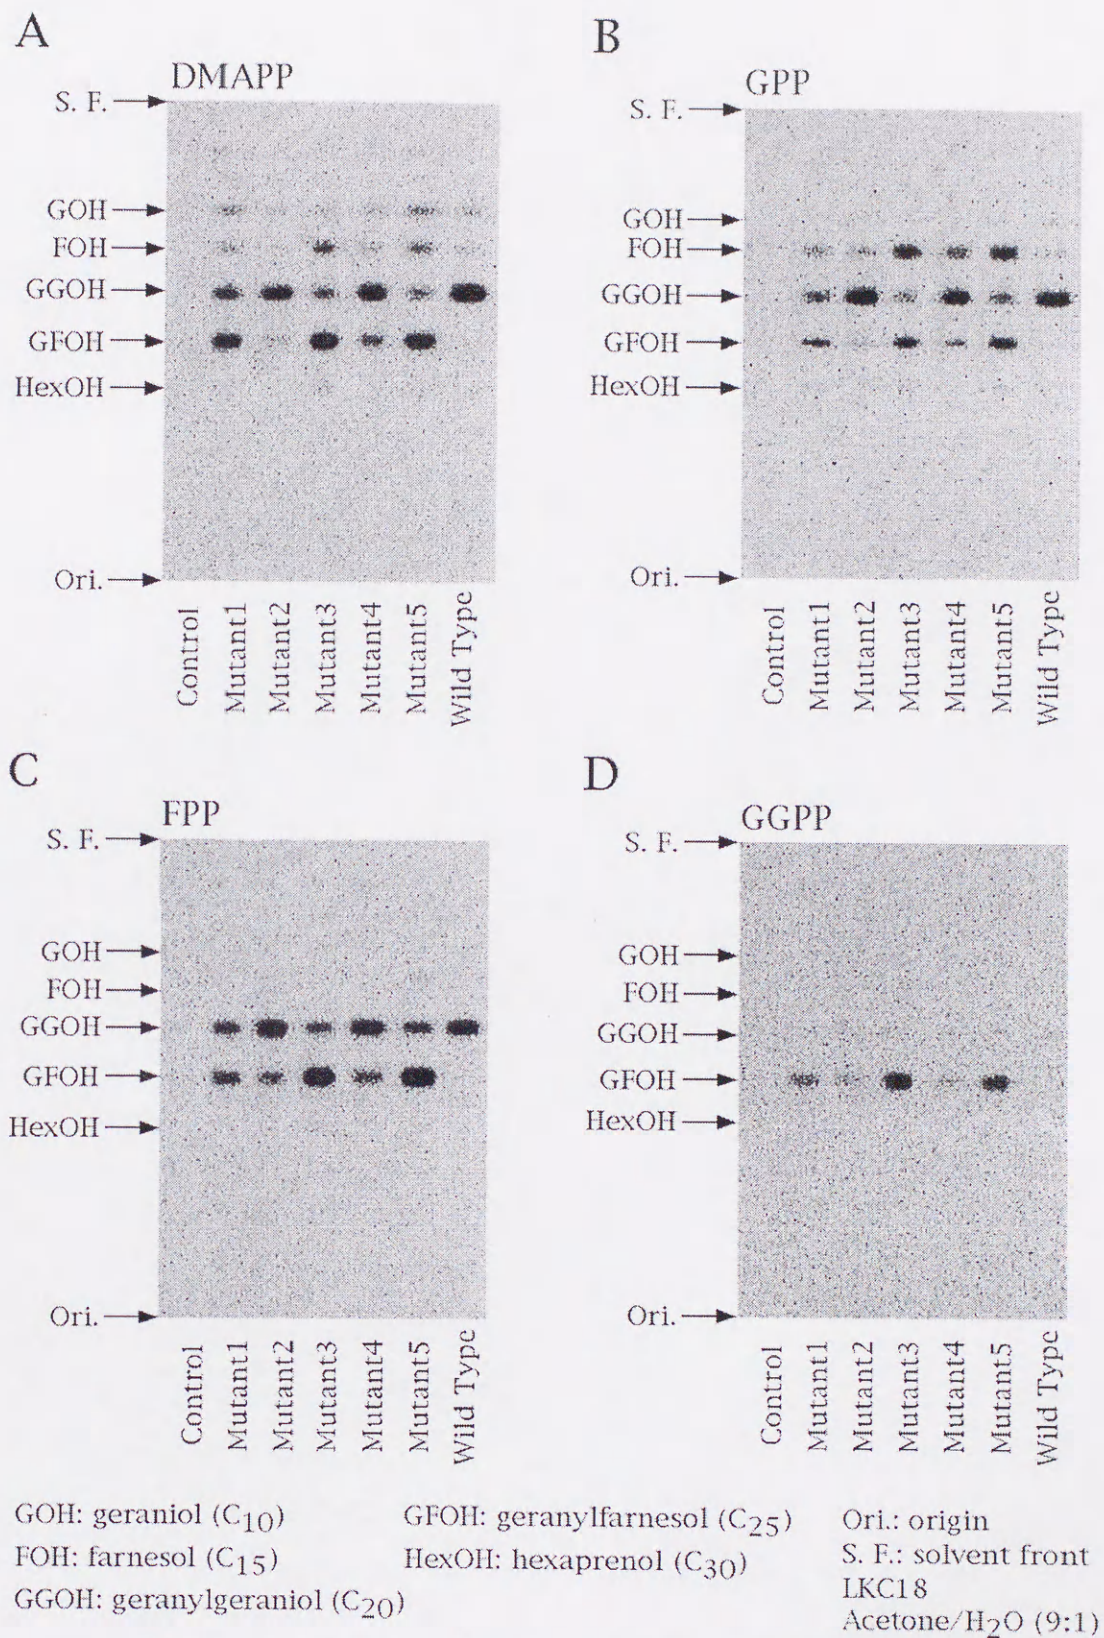 A
DMAPP
S. F.
GOH
FOH
GGOH
GFOH
HexOH
Ori.
Control
Mutant1
Mutant2
Mutant3
Mutant4
Mutant5
Wild Type
B
GPP
S. F.
GOH
FOH
GGOH
GFOH
HexOH
Ori.
Control
Mutant1
Mutant2
Mutant3
Mutant4
Mutant5
Wild Type
C
FPP
S. F.
GOH
FOH
GGOH
GFOH
HexOH
Ori.
Control
Mutant1
Mutant2
Mutant3
Mutant4
Mutant5
Wild Type
D
GGPP
S. F.
GOH
FOH
GGOH
GFOH
HexOH
Ori.
Control
Mutant1
Mutant2
Mutant3
Mutant4
Mutant5
Wild Type
GOH: geraniol (C10)
FOH: farnesol (C15)
GGOH: geranylgeraniol (C20)
GFOH: geranylfarnesol (C25)
HexOH: hexaprenol (C30)
Ori.: origin
S. F.: solvent front
LKC18
Acetone/H2O (9:1)